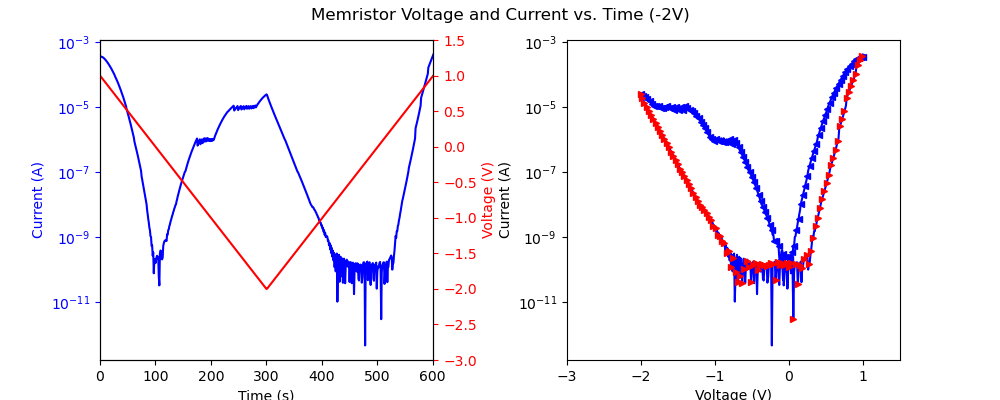 Memristor Voltage and Current vs. Time (-2V)
10⁻³
10⁻⁵
10⁻⁷
10⁻⁹
10⁻¹¹
Current (A)
0 100 200 300 400 500 600
Time (s)
1.5
1.0
0.5
0.0
−0.5
−1.0
−1.5
−2.0
−2.5
−3.0
Voltage (V)
10⁻³
10⁻⁵
10⁻⁷
10⁻⁹
10⁻¹¹
Current (A)
−3 −2 −1 0 1
Voltage (V)